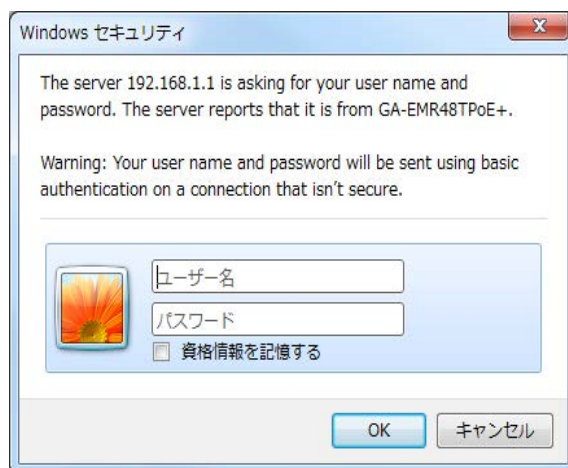 Windows セキュリティ
The server 192.168.1.1 is asking for your user name and
password. The server reports that it is from GA-EMR48TPoE+.
Warning: Your user name and password will be sent using basic
authentication on a connection that isn't secure.
ユーザー名
パスワード
資格情報を記憶する
OK
キャンセル